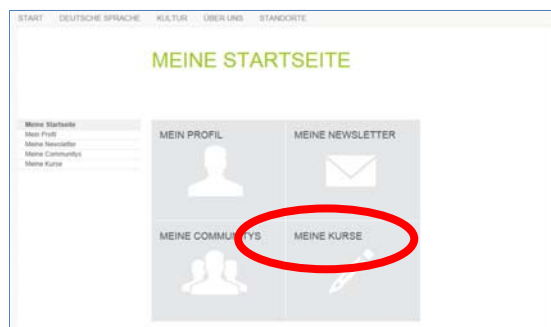 START DEUTSCHE SPRACHE KULTUR ÜBER UNS STANDORTE
MEINE STARTSEITE
Meine Startseite
Mein Profil
Meine Newsletter
Meine Communitys
Meine Kurse
MEIN PROFIL
MEINE NEWSLETTER
MEINE COMMUNITYS
MEINE KURSE